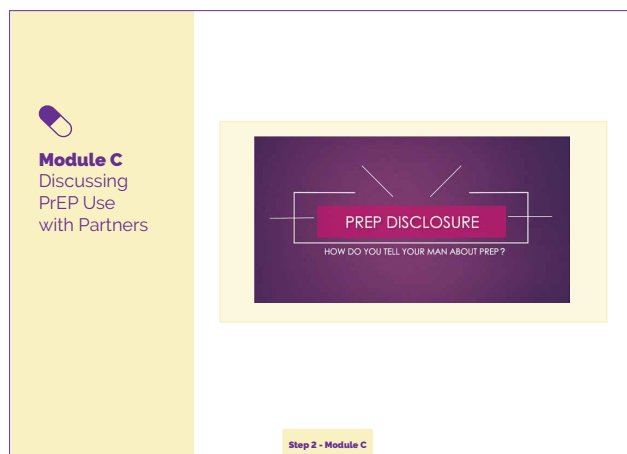 Module C
Discussing
PrEP Use
with Partners
PREP DISCLOSURE
HOW DO YOU TELL YOUR MAN ABOUT PREP?
Step 2 - Module C